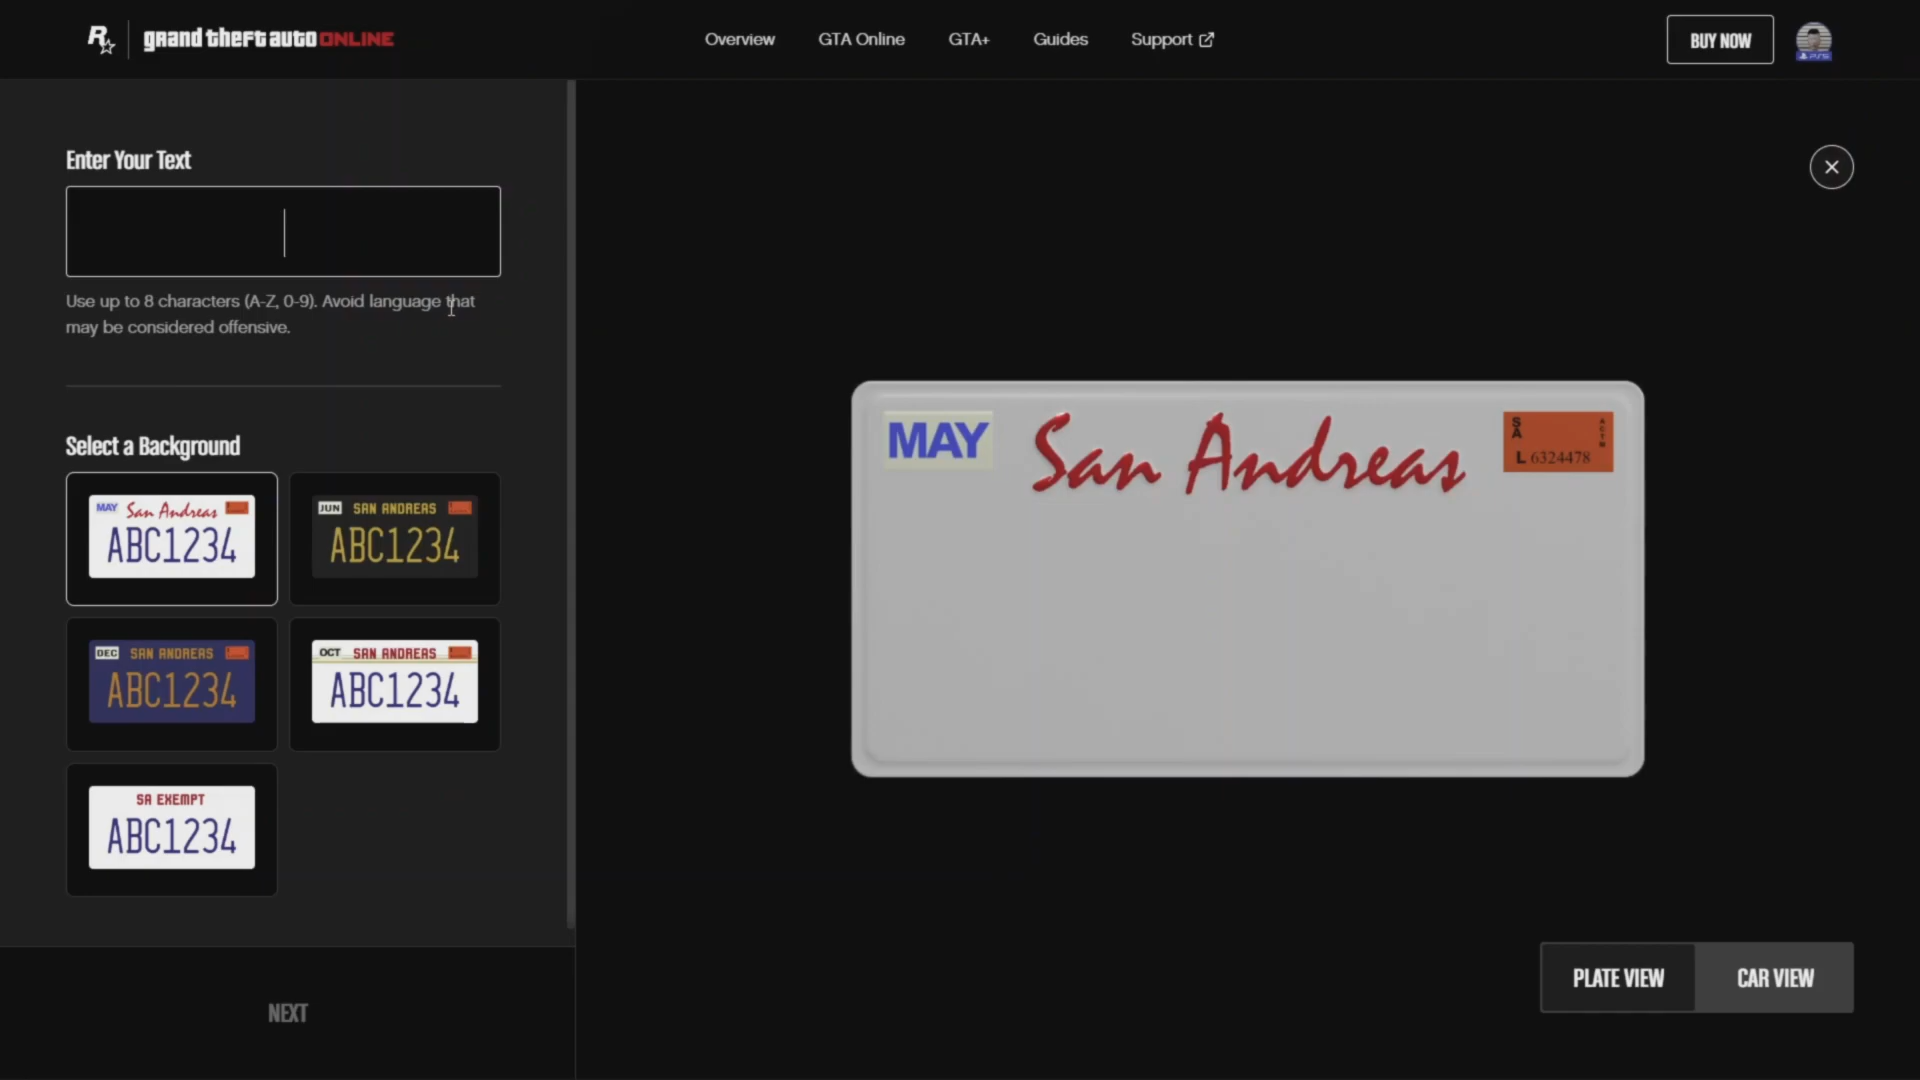 R
grand theft auto ONLINE
Overview
GTA Online
GTA+
Guides
Support
BUY NOW
PS5
Enter Your Text
Use up to 8 characters (A-Z, 0-9). Avoid language that
may be considered offensive.
Select a Background
MAY San Andreas
ABC1234
JUN SAN ANDREAS
ABC1234
DEC SAN ANDREAS
ABC1234
OCT SAN ANDREAS
ABC1234
SA EXEMPT
ABC1234
NEXT
MAY
San Andreas
SA
L 6324478
PLATE VIEW
CAR VIEW